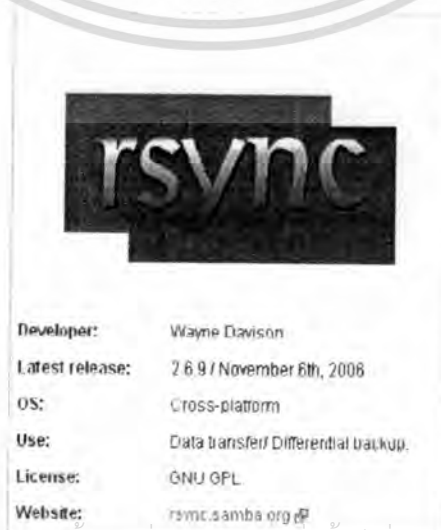 rsync
Developer: Wayne Davison
Latest release: 2.6.9 / November 6th, 2006
OS: Cross-platform
Use: Data transfer/ Differential backup.
License: GNU GPL
Website: rsync.samba.org